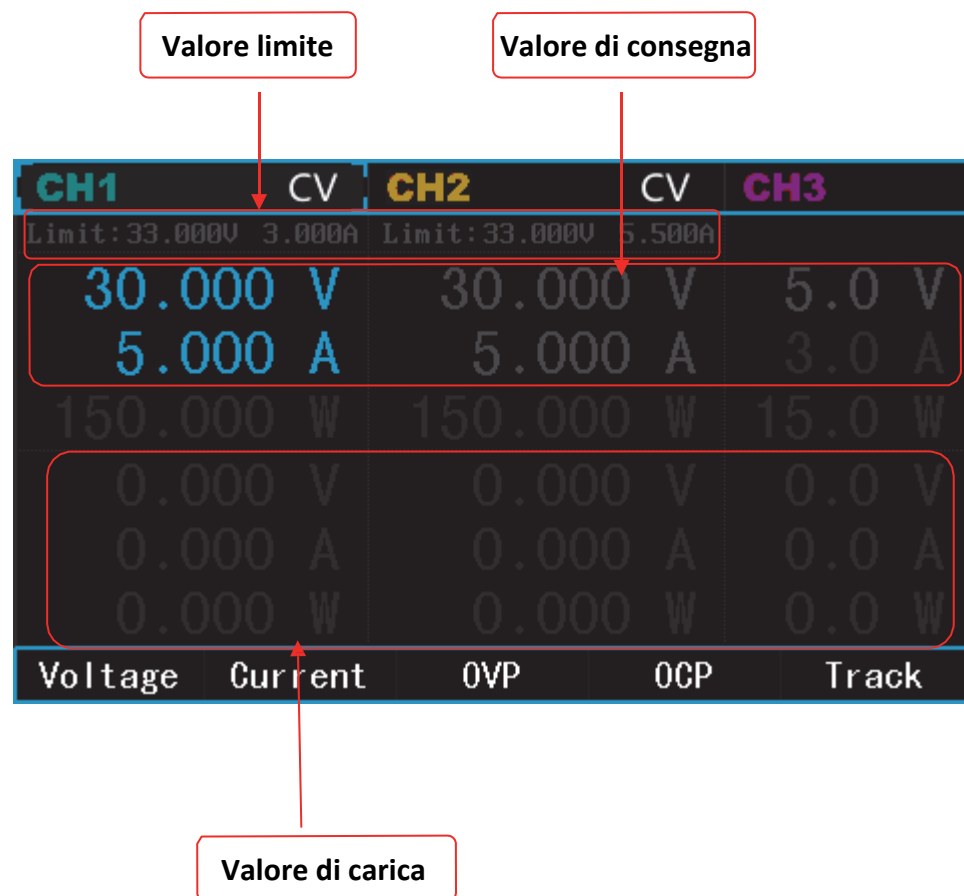 Valore limite Valore di consegna
CH1 CV CH2 CV CH3
Limit:33.000V 3.000A Limit:33.000V 5.500A
30.000 V 30.000 V 5.0 V
5.000 A 5.000 A 3.0 A
150.000 W 150.000 W 15.0 W
0.000 V 0.000 V 0.0 V
0.000 A 0.000 A 0.0 A
0.000 W 0.000 W 0.0 W
Voltage Current OVP OCP Track
Valore di carica